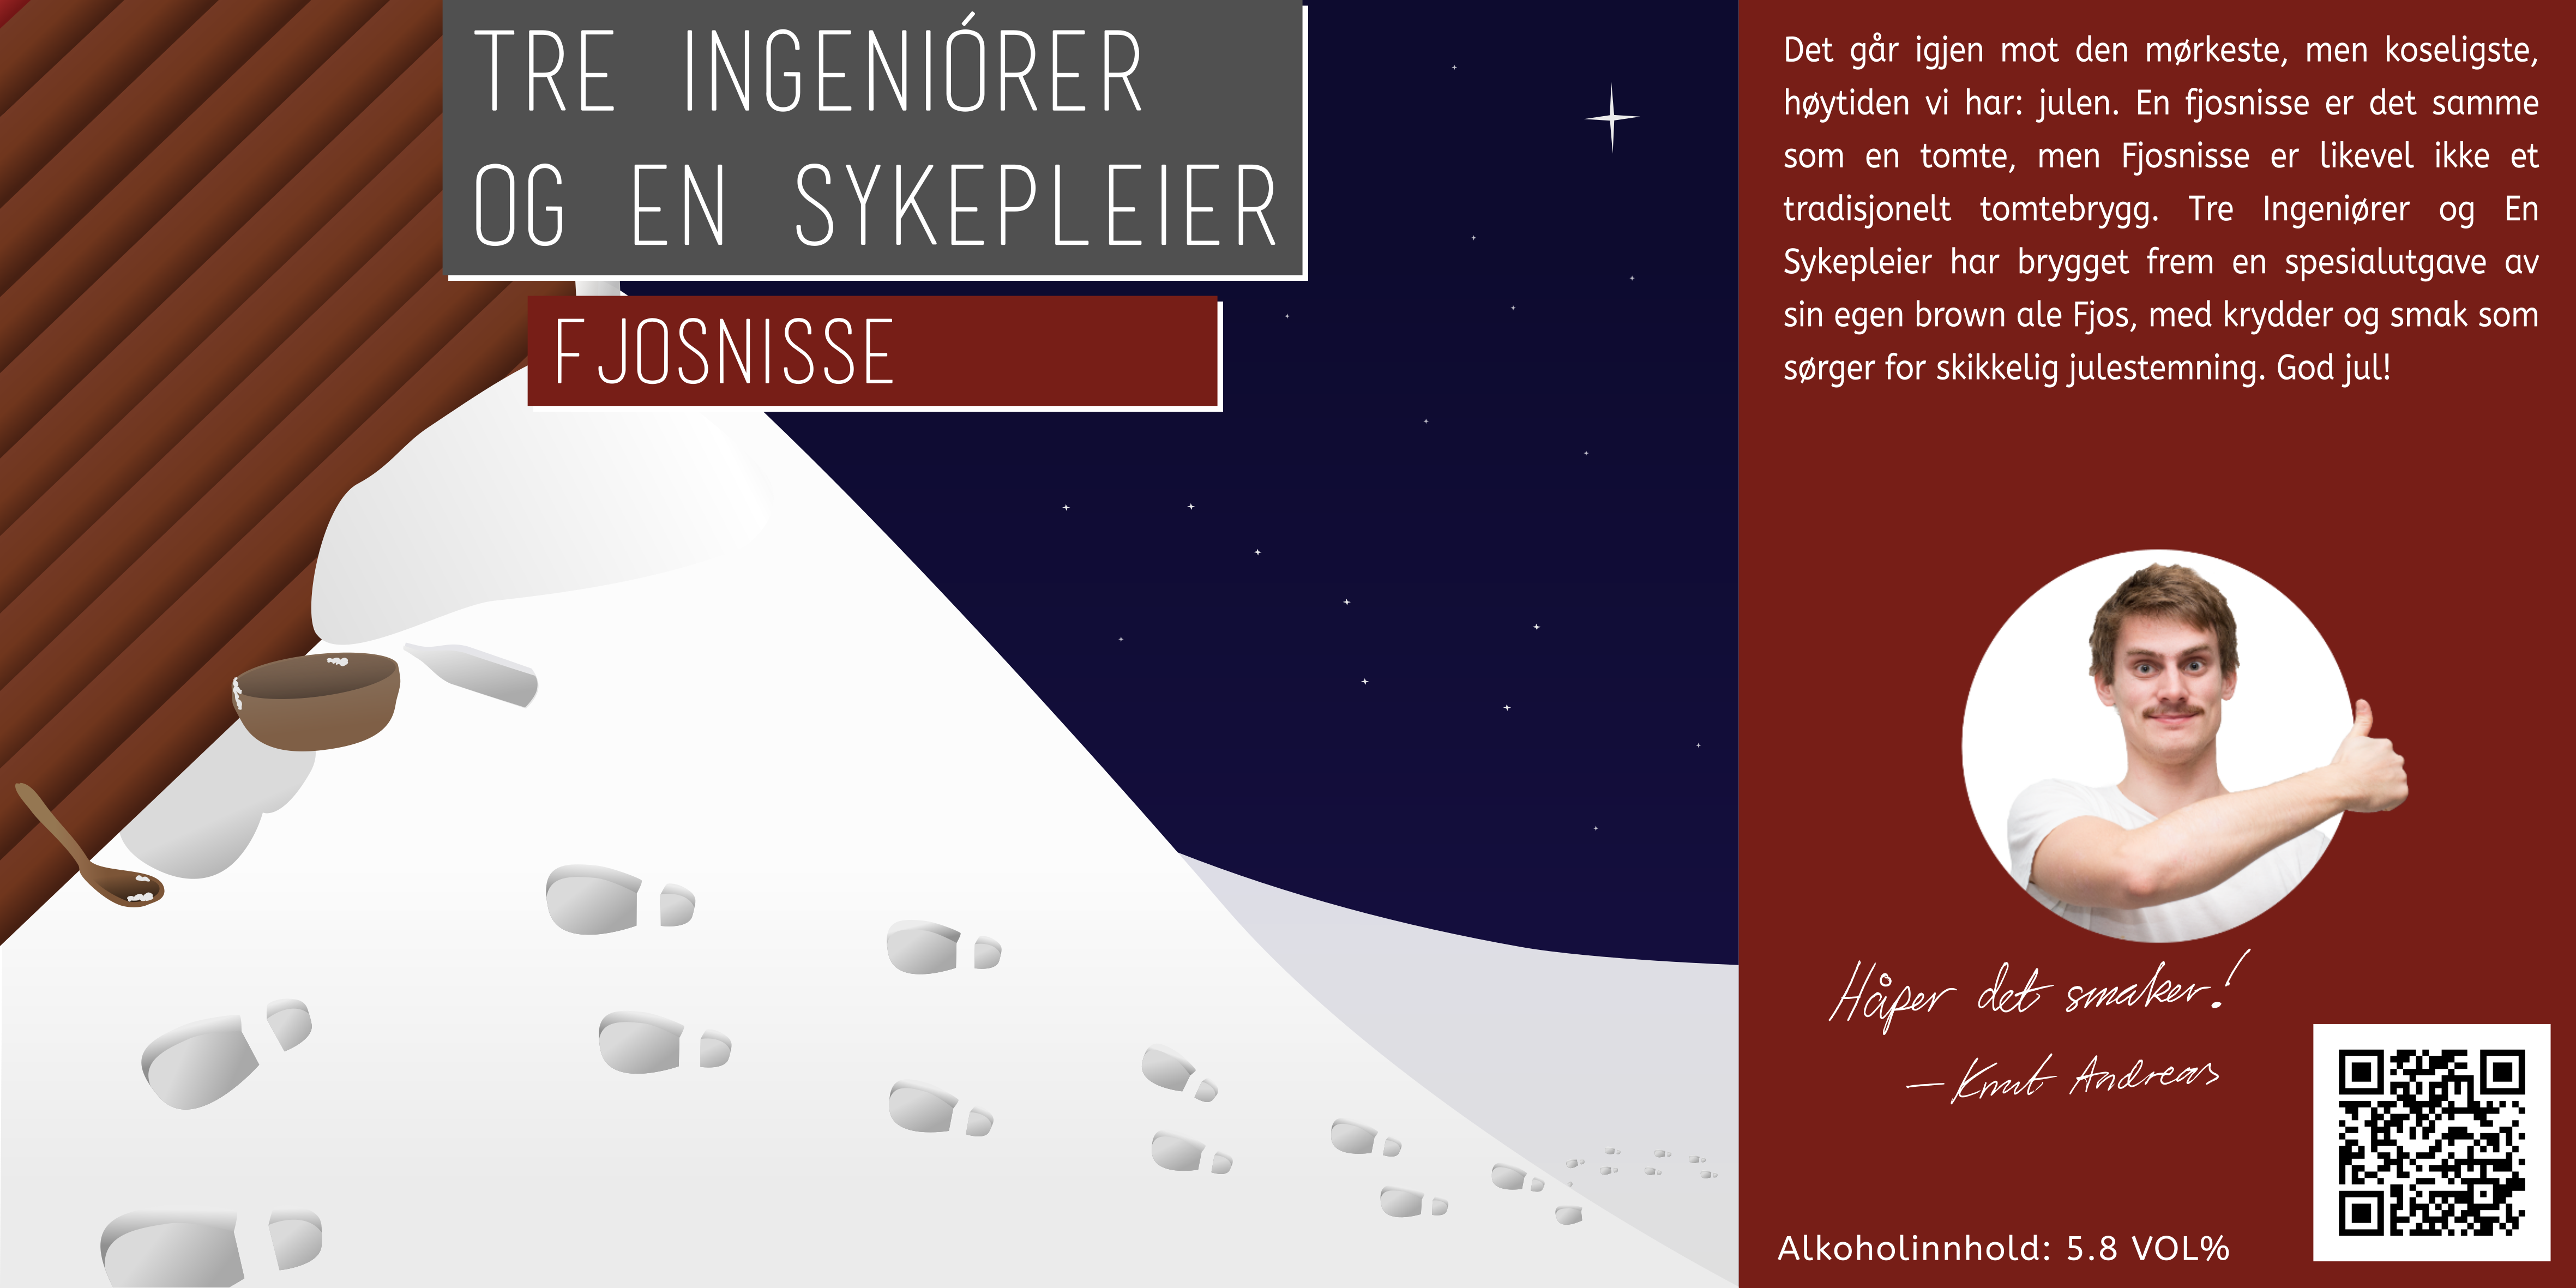 TRE INGENIÓRER
OG EN SYKEPLEIER
FJOSNISSE
Det går igjen mot den mørkeste, men koseligste,
høytiden vi har: julen. En fjosnisse er det samme
som en tomte, men Fjosnisse er likevel ikke et
tradisjonelt tomtebrygg. Tre Ingeniører og En
Sykepleier har brygget frem en spesialutgave av
sin egen brown ale Fjos, med krydder og smak som
sørger for skikkelig julestemning. God jul!
Håper det smaker!
— Knut Andreas
Alkoholinnhold: 5.8 VOL%